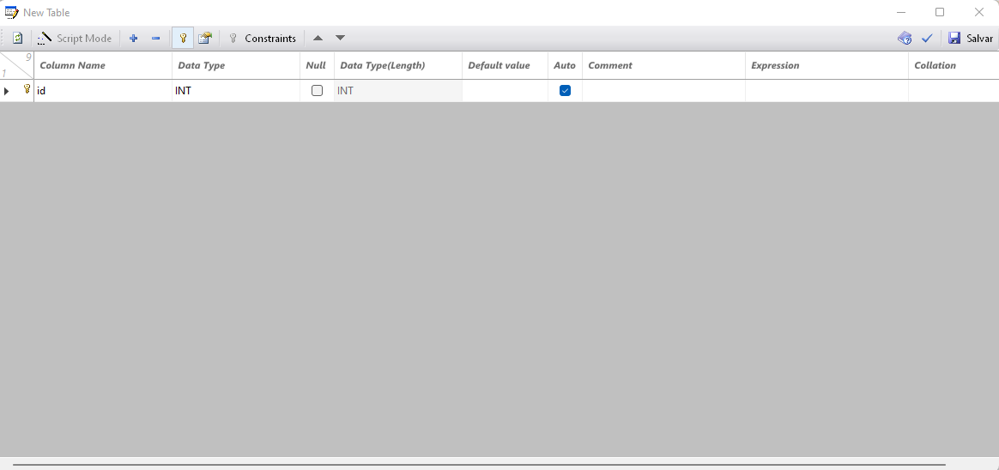 New Table
Script Mode Constraints Salvar
9 1 Column Name Data Type Null Data Type(Length) Default value Auto Comment Expression Collation
id INT INT